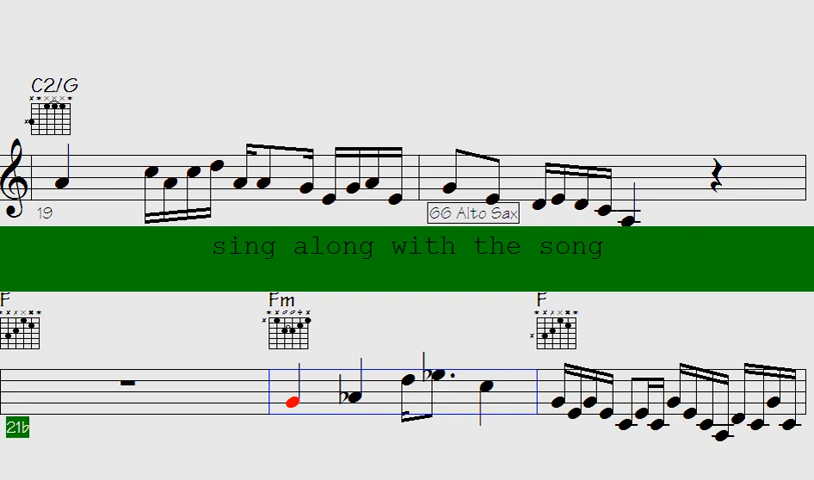 C2/G
19
66 Alto Sax
sing along with the song
F Fm F
21b